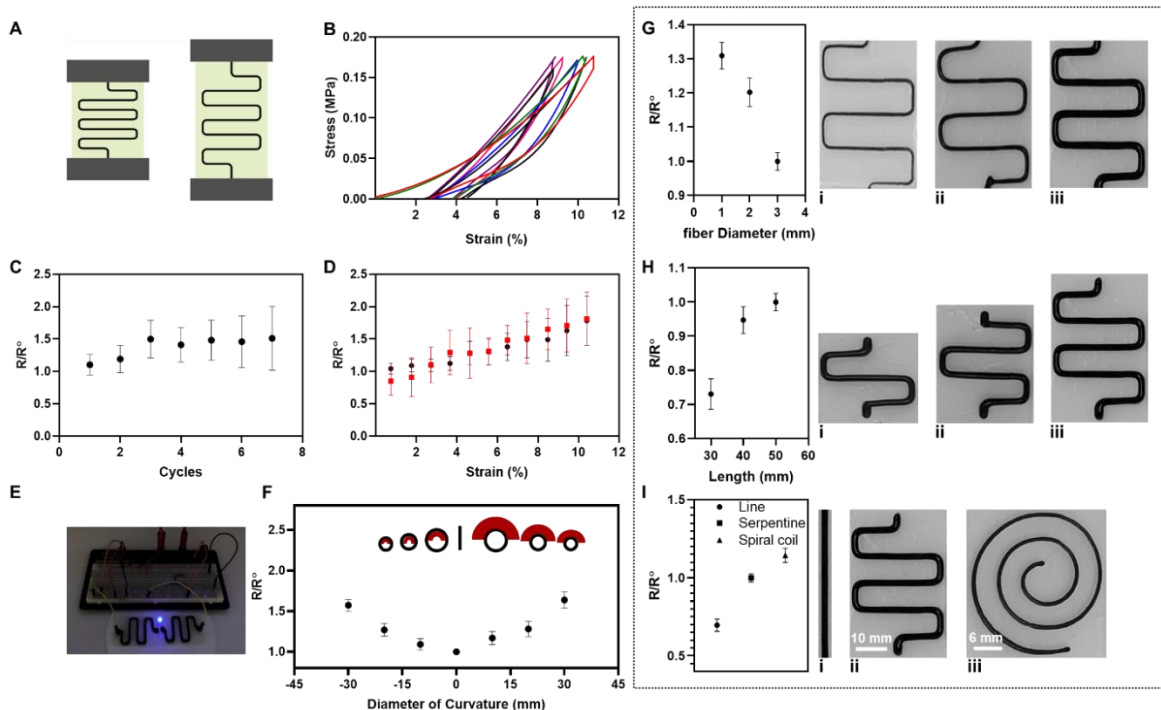 A
B
Stress (MPa)
0.20
0.15
0.10
0.05
0.00
2 4 6 8 10 12
Strain (%)
C
R/R°
2.5
2.0
1.5
1.0
0.5
0.0
0 2 4 6 8
Cycles
D
R/R°
2.5
2.0
1.5
1.0
0.5
0.0
0 2 4 6 8 10 12
Strain (%)
E
F
R/R°
2.5
2.0
1.5
1.0
-45 -30 -15 0 15 30 45
Diameter of Curvature (mm)
G
R/R°
1.4
1.3
1.2
1.1
1.0
0.9
0 1 2 3 4
fiber Diameter (mm)
i
ii
iii
H
R/R°
1.1
1.0
0.9
0.8
0.7
0.6
30 40 50 60
Length (mm)
i
ii
iii
I
R/R°
1.5
1.0
0.5
Line
Serpentine
Spiral coil
i
10 mm
ii
6 mm
iii